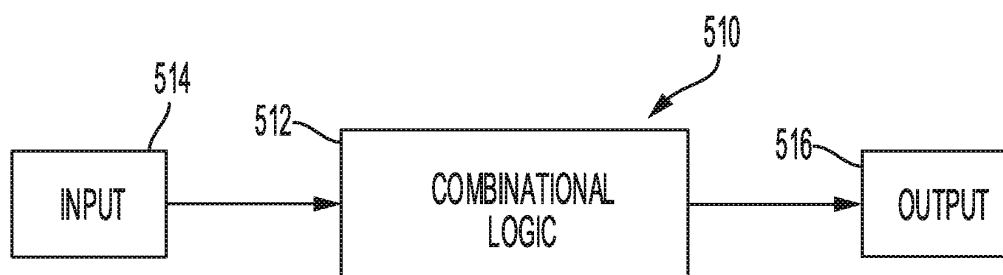 510
514
512
516
INPUT
COMBINATIONAL
LOGIC
OUTPUT